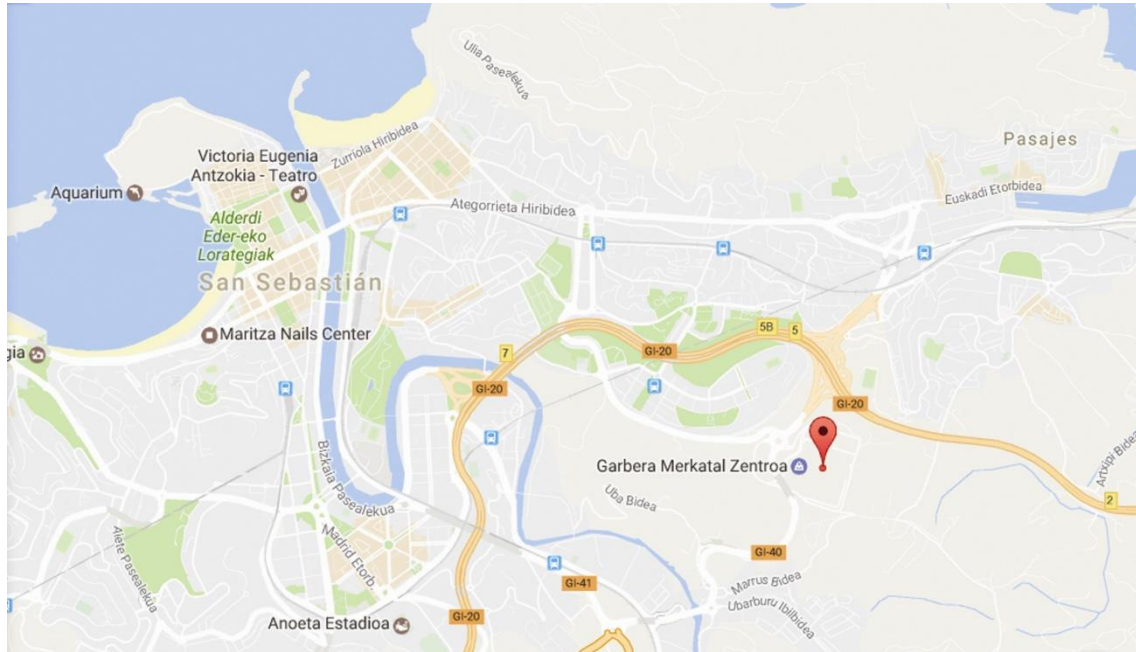 Ulia Pasealekua
Pasajes
Zurriola Hiribidea
Victoria Eugenia
Antzokia - Teatro
Aquarium
Euskadi Etorbidea
Ategorrieta Hiribidea
Alderdi
Eder-eko
Lorategiak
San Sebastián
Maritza Nails Center
5B
5
7
GI-20
gia
GI-20
GI-20
Garbera Merkatal Zentroa
Artxipi Bidea
Bizkaia Pasealekua
Uba Bidea
2
Madrid Etorb.
Aiete Pasealekua
GI-40
GI-41
Marrus Bidea
Ubarburu Ibilbidea
GI-20
Anoeta Estadioa